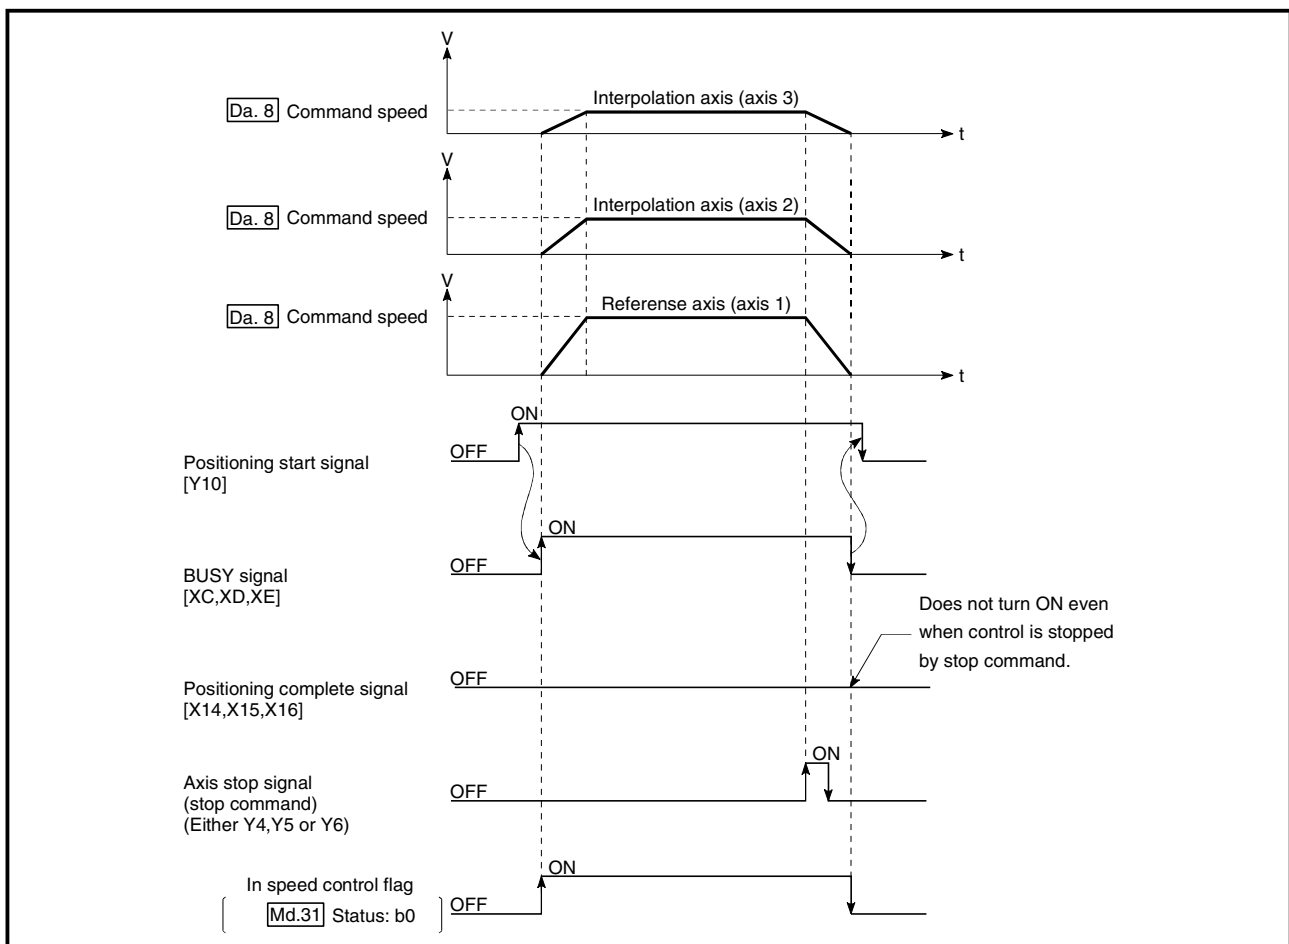 V
Interpolation axis (axis 3)
Da. 8 Command speed
t
V
Interpolation axis (axis 2)
Da. 8 Command speed
t
V
Referense axis (axis 1)
Da. 8 Command speed
t
ON
OFF
Positioning start signal
[Y10]
ON
OFF
BUSY signal
[XC,XD,XE]
Does not turn ON even
when control is stopped
by stop command.
OFF
Positioning complete signal
[X14,X15,X16]
ON
Axis stop signal
OFF
(stop command)
(Either Y4,Y5 or Y6)
ON
In speed control flag
OFF
Md.31 Status: b0